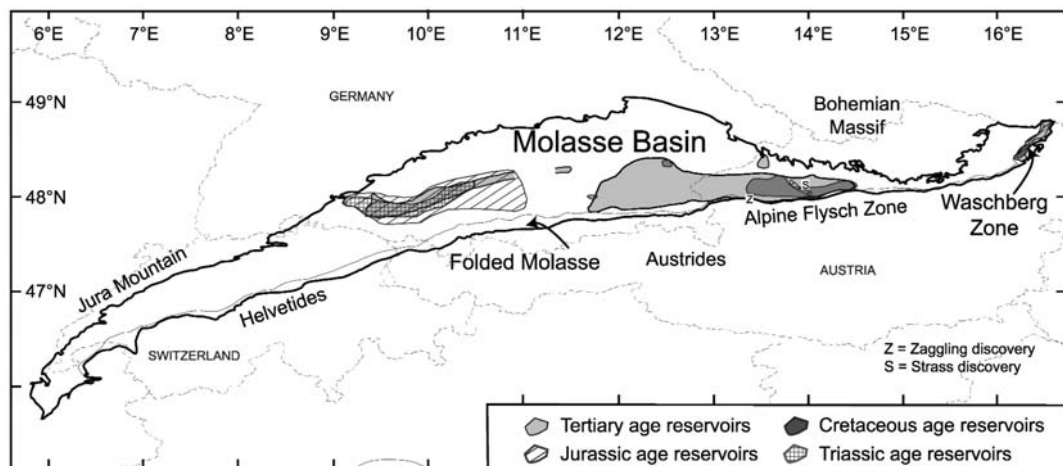 6°E 7°E 8°E 9°E 10°E 11°E 12°E 13°E 14°E 15°E 16°E
49°N
GERMANY
Bohemian
Massif
Molasse Basin
48°N
S
Z
Alpine Flysch Zone
Waschberg
Zone
Jura Mountain
Folded Molasse
Austrides
AUSTRIA
47°N
Helvetides
SWITZERLAND
Z = Zaggling discovery
S = Strass discovery
Tertiary age reservoirs
Cretaceous age reservoirs
Jurassic age reservoirs
Triassic age reservoirs